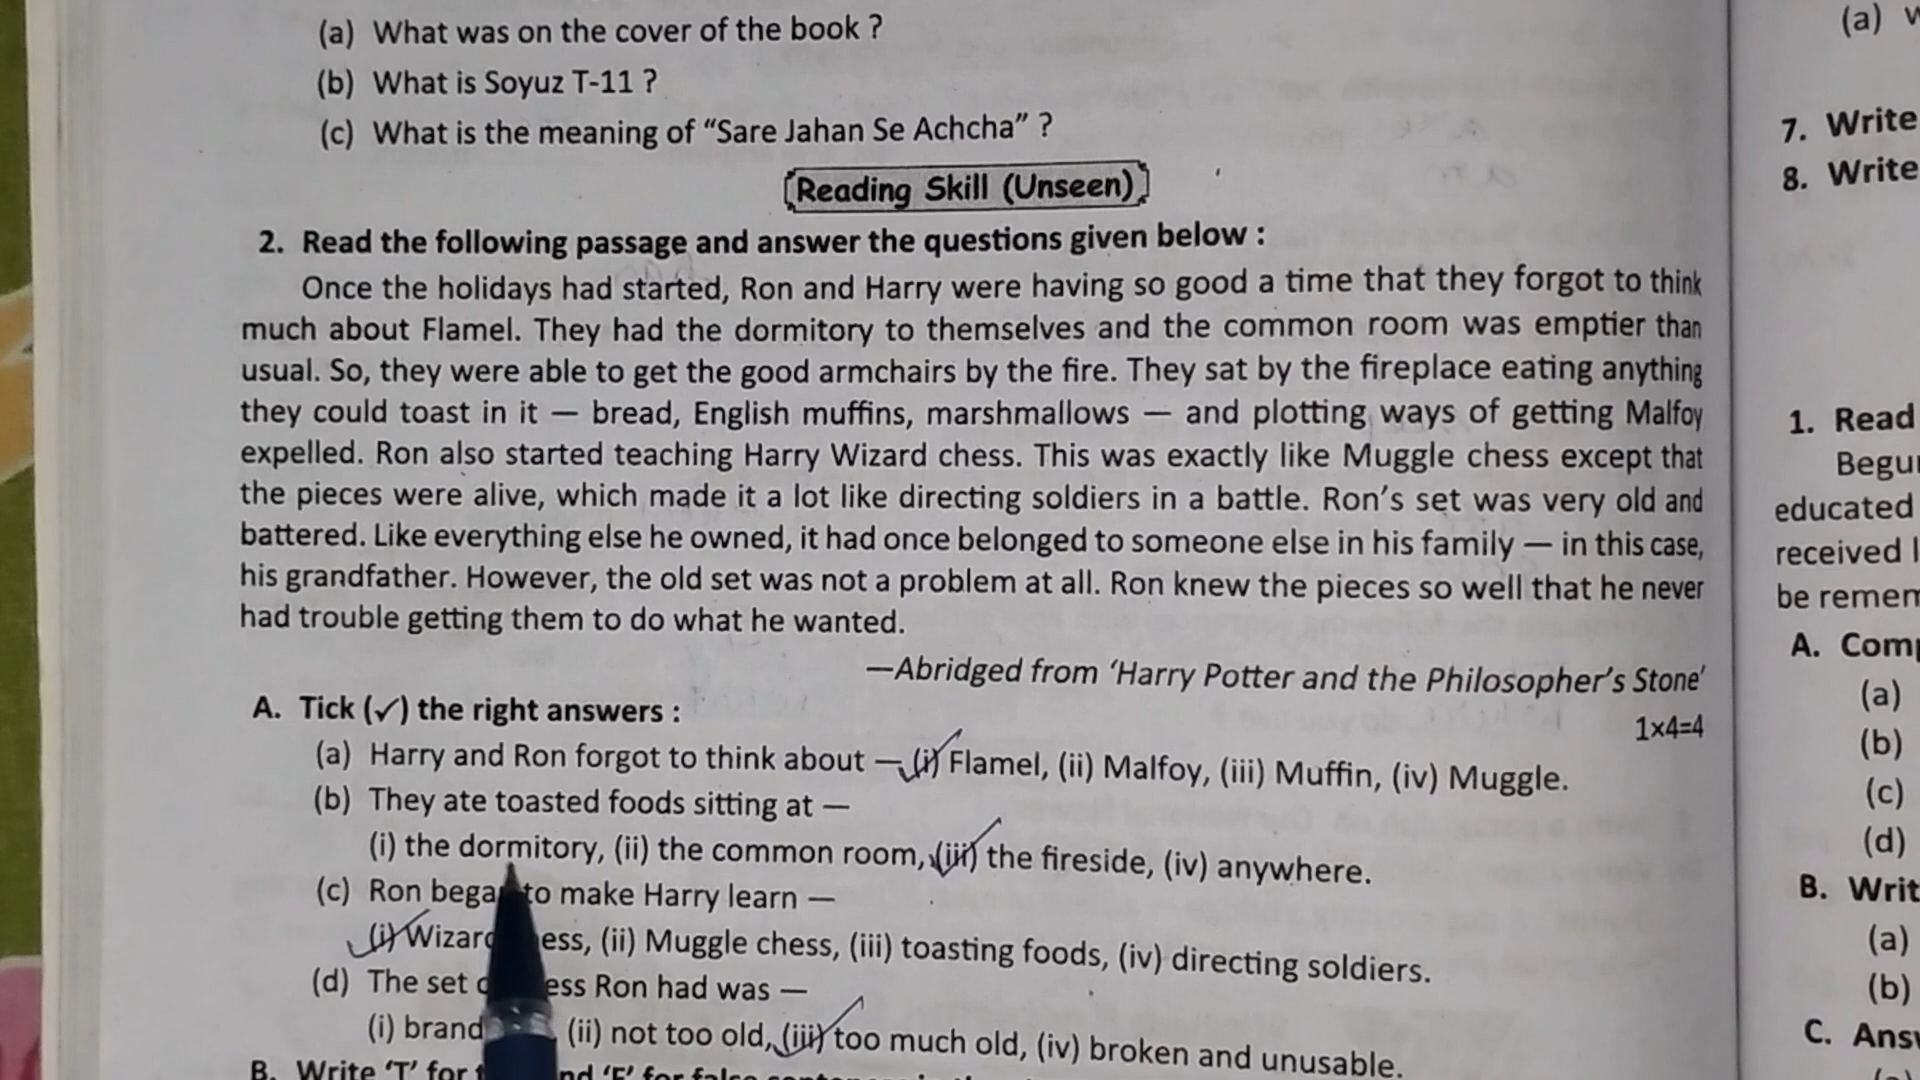 (a) What was on the cover of the book ?
(b) What is Soyuz T-11 ?
(c) What is the meaning of “Sare Jahan Se Achcha” ?
Reading Skill (Unseen)
2. Read the following passage and answer the questions given below :
Once the holidays had started, Ron and Harry were having so good a time that they forgot to think
much about Flamel. They had the dormitory to themselves and the common room was emptier than
usual. So, they were able to get the good armchairs by the fire. They sat by the fireplace eating anything
they could toast in it — bread, English muffins, marshmallows — and plotting ways of getting Malfoy
expelled. Ron also started teaching Harry Wizard chess. This was exactly like Muggle chess except that
the pieces were alive, which made it a lot like directing soldiers in a battle. Ron’s set was very old and
battered. Like everything else he owned, it had once belonged to someone else in his family — in this case,
his grandfather. However, the old set was not a problem at all. Ron knew the pieces so well that he never
had trouble getting them to do what he wanted.
—Abridged from ‘Harry Potter and the Philosopher’s Stone’
A. Tick (✓) the right answers :
1x4=4
(a) Harry and Ron forgot to think about — (i) Flamel, (ii) Malfoy, (iii) Muffin, (iv) Muggle.
(b) They ate toasted foods sitting at —
(i) the dormitory, (ii) the common room, (iii) the fireside, (iv) anywhere.
(c) Ron began to make Harry learn —
(i) Wizard chess, (ii) Muggle chess, (iii) toasting foods, (iv) directing soldiers.
(d) The set ess Ron had was —
(i) brand (ii) not too old, (iii) too much old, (iv) broken and unusable.
B. Write ‘T’ for nd ‘F’ for false sentences in
(a)
7. Write
8. Write
1. Read
educated
received
be
A.
(a)
(b)
(c)
(d)
B.
(a)
(b)
C.